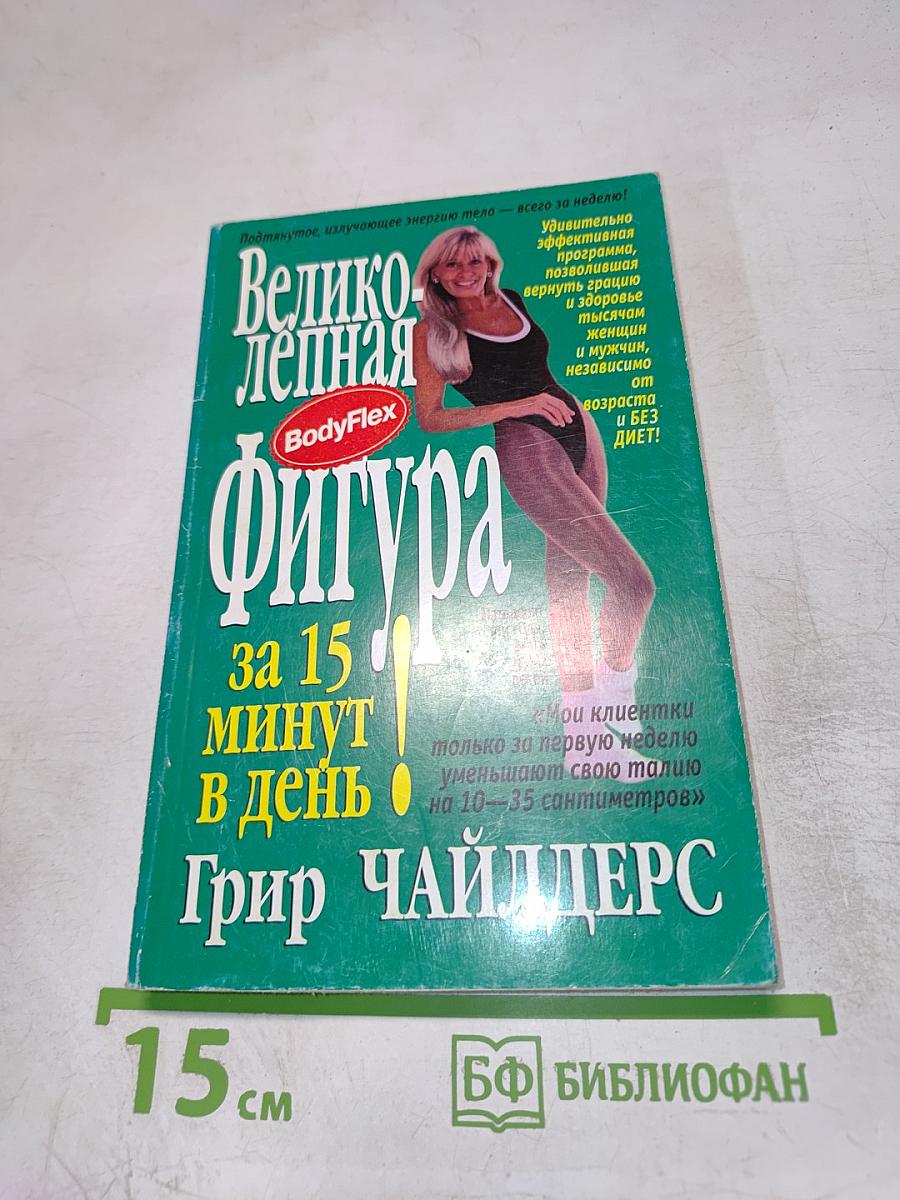 Подтянутое, излучающее энергию тело — всего за неделю!
Велико-
лепная
BodyFlex
Фигура
за 15
минут
в день!
Удивительно
эффективная
программа,
позволившая
вернуть грацию
и здоровье
тысячам
женщин
и мужчин,
независимо
от
возраста
и БЕЗ
ДИЕТ!
«Мои клиентки
только за первую неделю
уменьшают свою талию
на 10—35 сантиметров»
Грир ЧАЙЛДЕРС
15 см
БФ БИБЛИОФАН